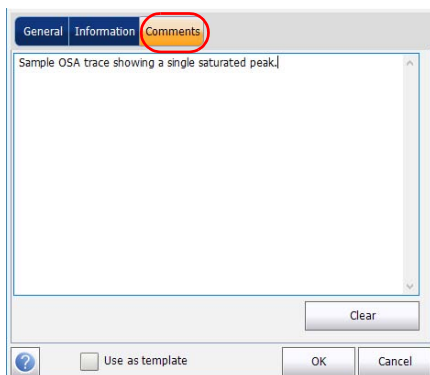 General Information Comments
Sample OSA trace showing a single saturated peak.
Clear
? Use as template OK Cancel